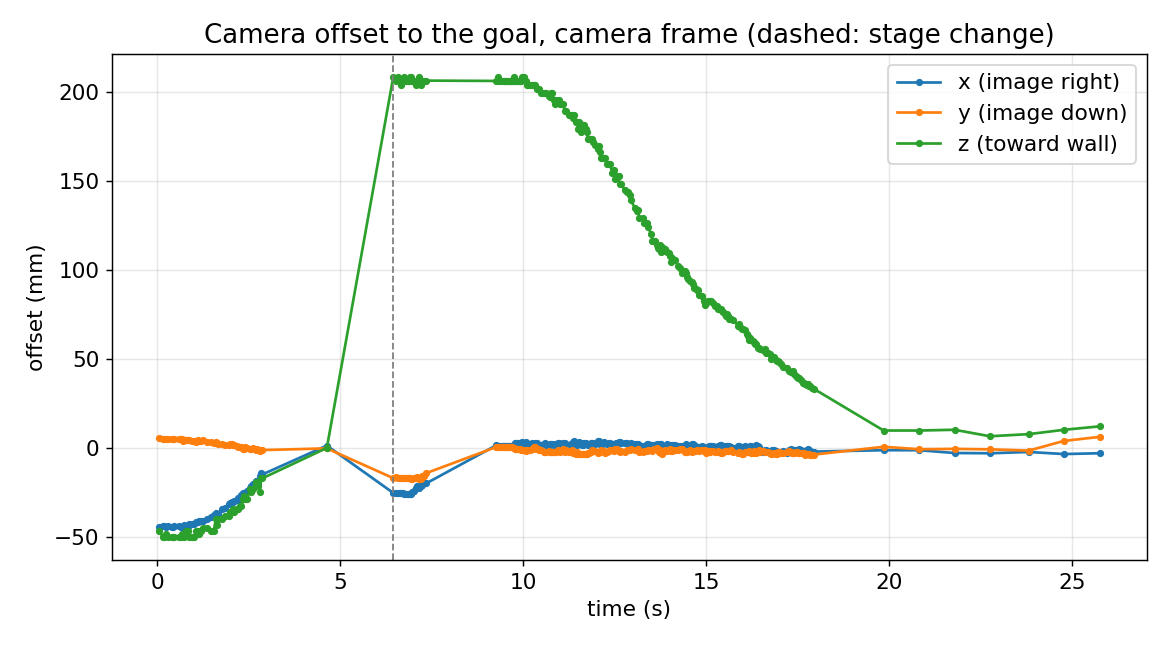 Camera offset to the goal, camera frame (dashed: stage change)
x (image right)
y (image down)
z (toward wall)
offset (mm)
200
150
100
50
0
−50
0 5 10 15 20 25
time (s)